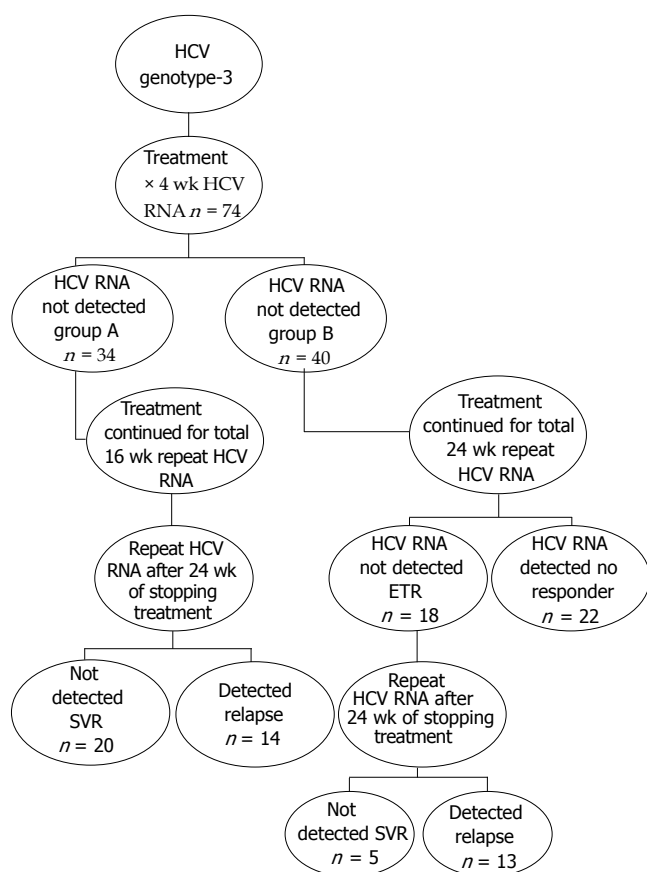 HCV
genotype-3
Treatment
× 4 wk HCV
RNA n = 74
HCV RNA
not detected
group A
n = 34
HCV RNA
not detected
group B
n = 40
Treatment
continued for total
16 wk repeat HCV
RNA
Treatment
continued for total
24 wk repeat
HCV RNA
Repeat HCV
RNA after 24 wk
of stopping
treatment
HCV RNA
not detected
ETR
n = 18
HCV RNA
detected no
responder
n = 22
Not
detected
SVR
n = 20
Detected
relapse
n = 14
Repeat
HCV RNA after
24 wk of stopping
treatment
Not
detected SVR
n = 5
Detected
relapse
n = 13